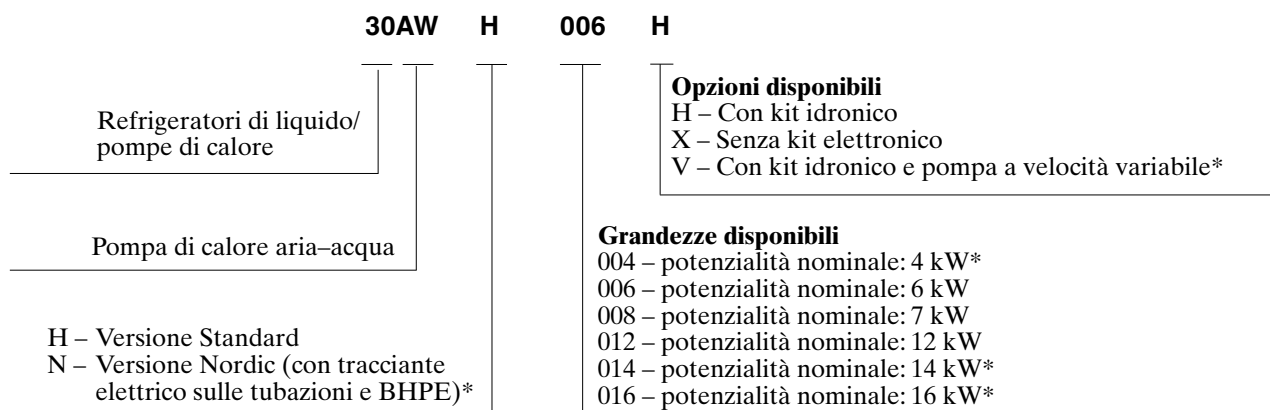 30AW H 006 H
Refrigeratori di liquido/
pompe di calore
Pompa di calore aria–acqua
H – Versione Standard
N – Versione Nordic (con tracciante
elettrico sulle tubazioni e BHPE)*
Opzioni disponibili
H – Con kit idronico
X – Senza kit elettronico
V – Con kit idronico e pompa a velocità variabile*
Grandezze disponibili
004 – potenzialità nominale: 4 kW*
006 – potenzialità nominale: 6 kW
008 – potenzialità nominale: 7 kW
012 – potenzialità nominale: 12 kW
014 – potenzialità nominale: 14 kW*
016 – potenzialità nominale: 16 kW*